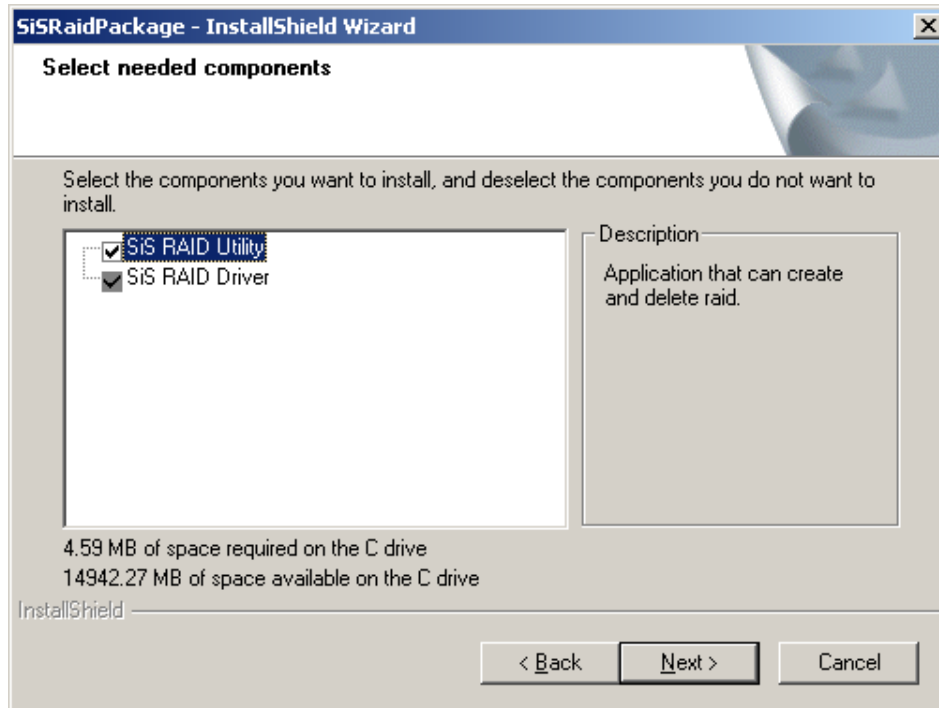 SiSRaidPackage - InstallShield Wizard
Select needed components
Select the components you want to install, and deselect the components you do not want to
install.
SiS RAID Utility
SiS RAID Driver
Description
Application that can create
and delete raid.
4.59 MB of space required on the C drive
14942.27 MB of space available on the C drive
InstallShield
< Back
Next >
Cancel